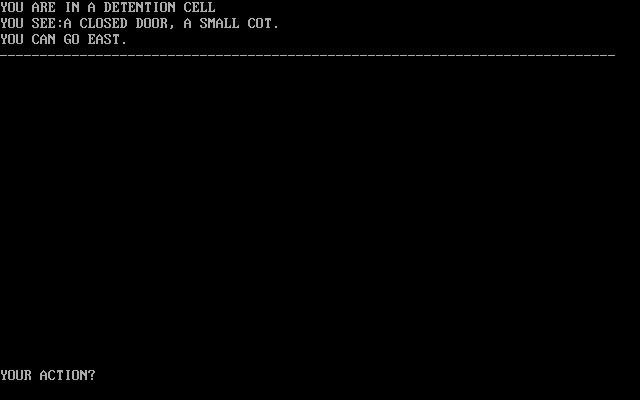 YOU ARE IN A DETENTION CELL
YOU SEE:A CLOSED DOOR, A SMALL COT.
YOU CAN GO EAST.
YOUR ACTION?